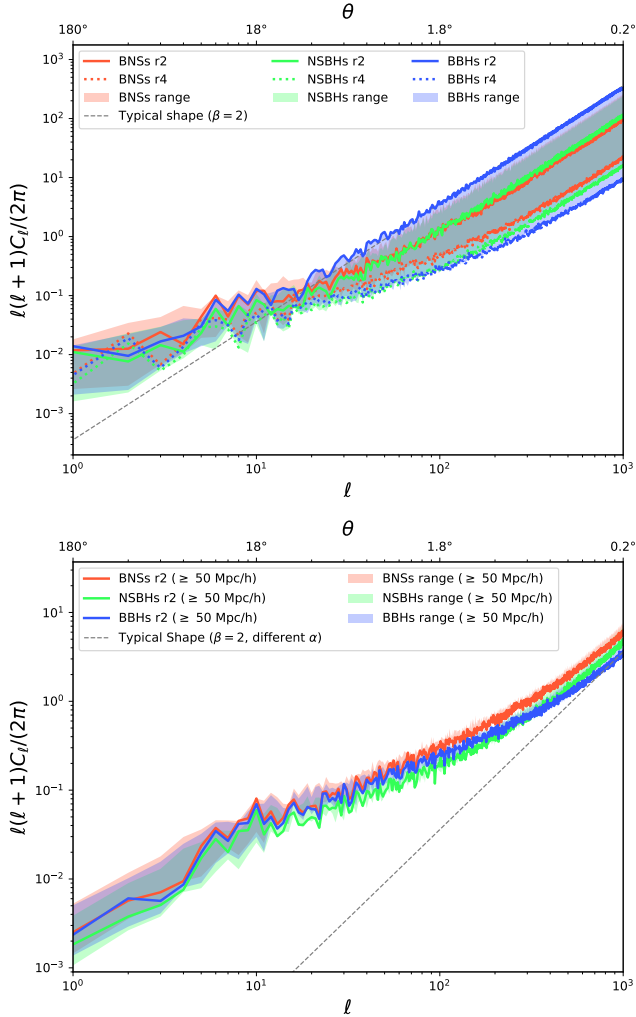 θ
180° 18° 1.8° 0.2°
BNSs r2 NSBHs r2 BBHs r2
BNSs r4 NSBHs r4 BBHs r4
BNSs range NSBHs range BBHs range
Typical shape (β = 2)
10³
10²
10¹
10⁰
10⁻¹
10⁻²
10⁻³
ℓ(ℓ + 1)Cℓ/(2π)
10⁰ 10¹ 10² 10³
ℓ
θ
180° 18° 1.8° 0.2°
BNSs r2 (≥ 50 Mpc/h) BNSs range (≥ 50 Mpc/h)
NSBHs r2 (≥ 50 Mpc/h) NSBHs range (≥ 50 Mpc/h)
BBHs r2 (≥ 50 Mpc/h) BBHs range (≥ 50 Mpc/h)
Typical Shape (β = 2, different α)
10¹
10⁰
10⁻¹
10⁻²
10⁻³
ℓ(ℓ + 1)Cℓ/(2π)
10⁰ 10¹ 10² 10³
ℓ